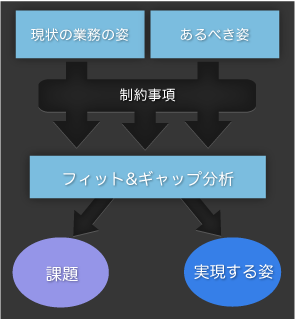 現状の業務の姿
あるべき姿
制約事項
フィット&ギャップ分析
課題
実現する姿